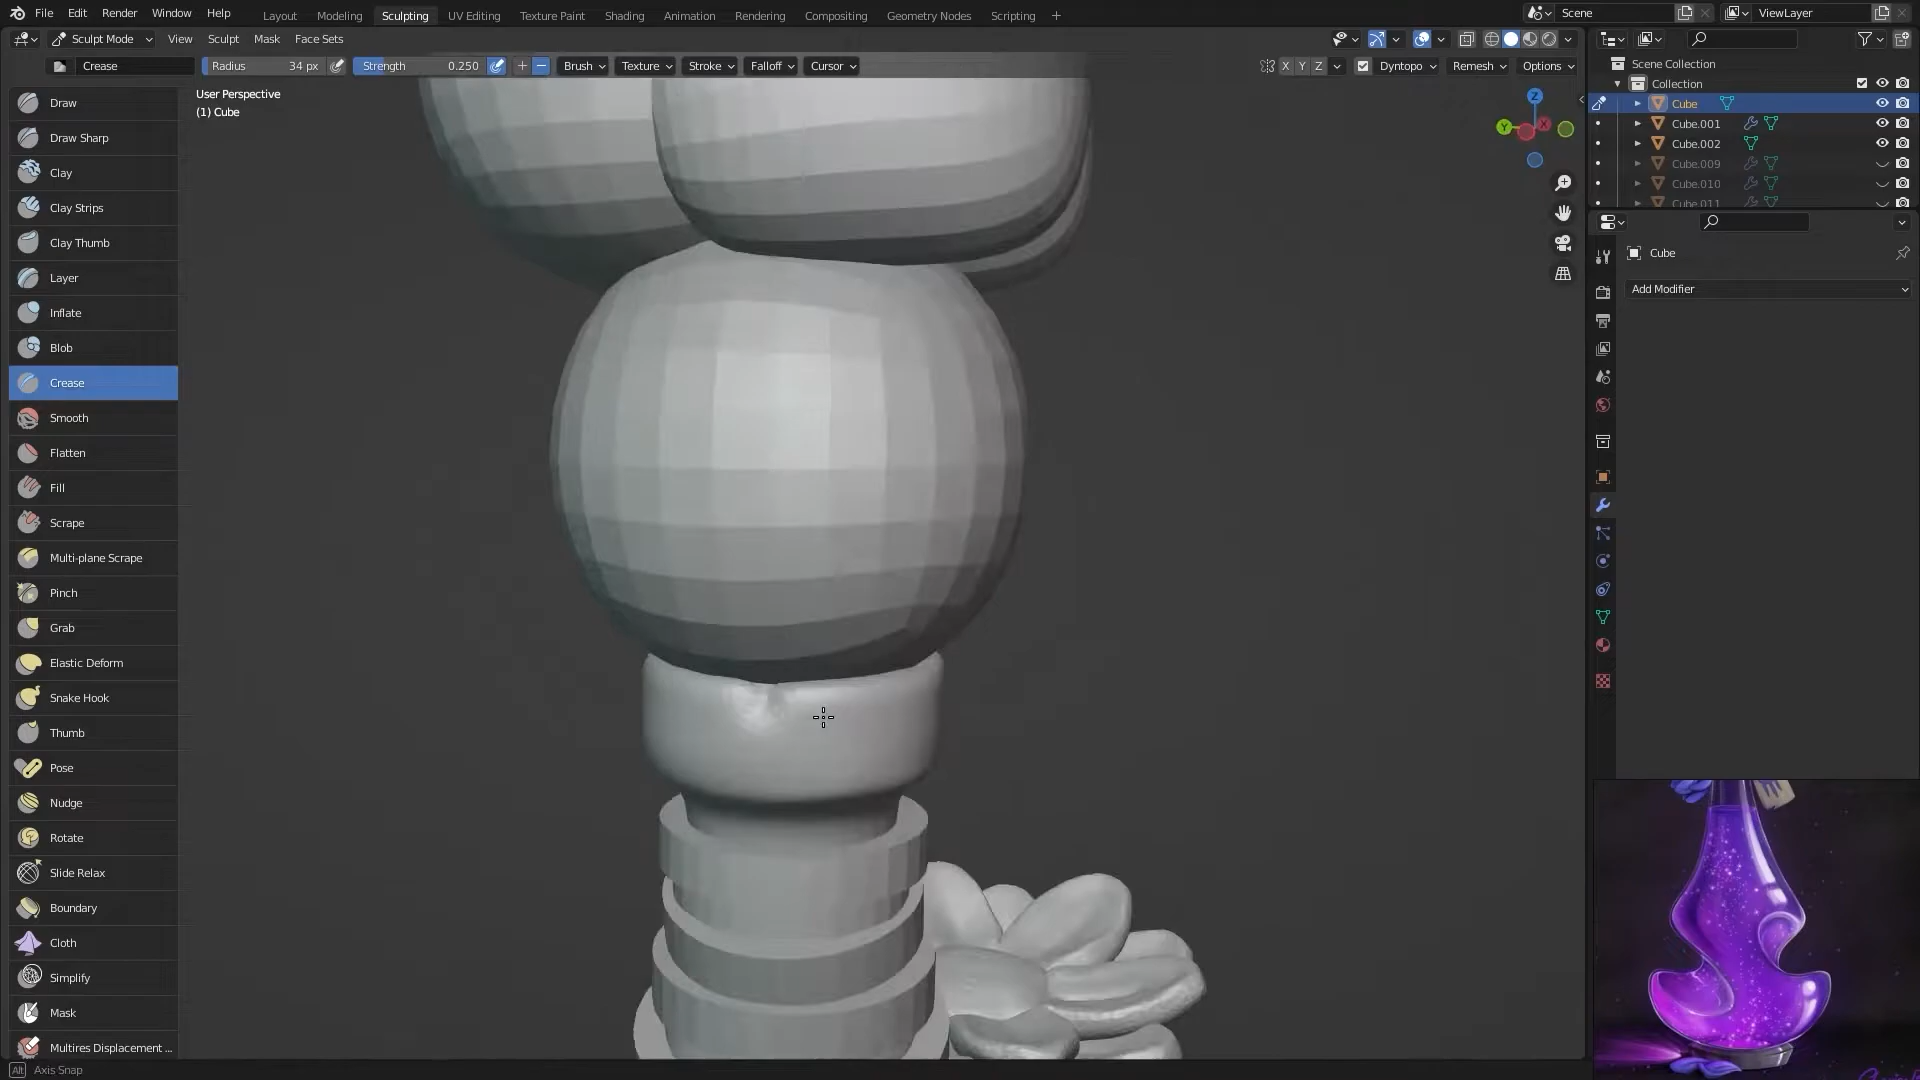 File Edit Render Window Help Layout Modeling Sculpting UV Editing Texture Paint Shading Animation Rendering Compositing Geometry Nodes Scripting + Scene ViewLayer
Sculpt Mode View Sculpt Mask Face Sets
Crease Radius 34 px Strength 0.250 Brush Texture Stroke Falloff Cursor X Y Z Dyntopo Remesh Options
User Perspective
(1) Cube
Z
Y
X
Draw
Draw Sharp
Clay
Clay Strips
Clay Thumb
Layer
Inflate
Blob
Crease
Smooth
Flatten
Fill
Scrape
Multi-plane Scrape
Pinch
Grab
Elastic Deform
Snake Hook
Thumb
Pose
Nudge
Rotate
Slide Relax
Boundary
Cloth
Simplify
Mask
Multires Displacement ...
Alt Axis Snap
Scene Collection
Collection
Cube
Cube.001
Cube.002
Cube.009
Cube.010
Cube.011
Cube
Add Modifier